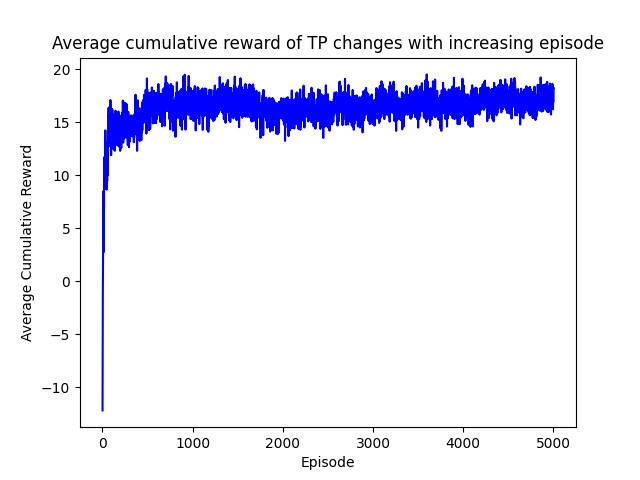 Average cumulative reward of TP changes with increasing episode
20
15
10
5
0
−5
−10
Average Cumulative Reward
0 1000 2000 3000 4000 5000
Episode